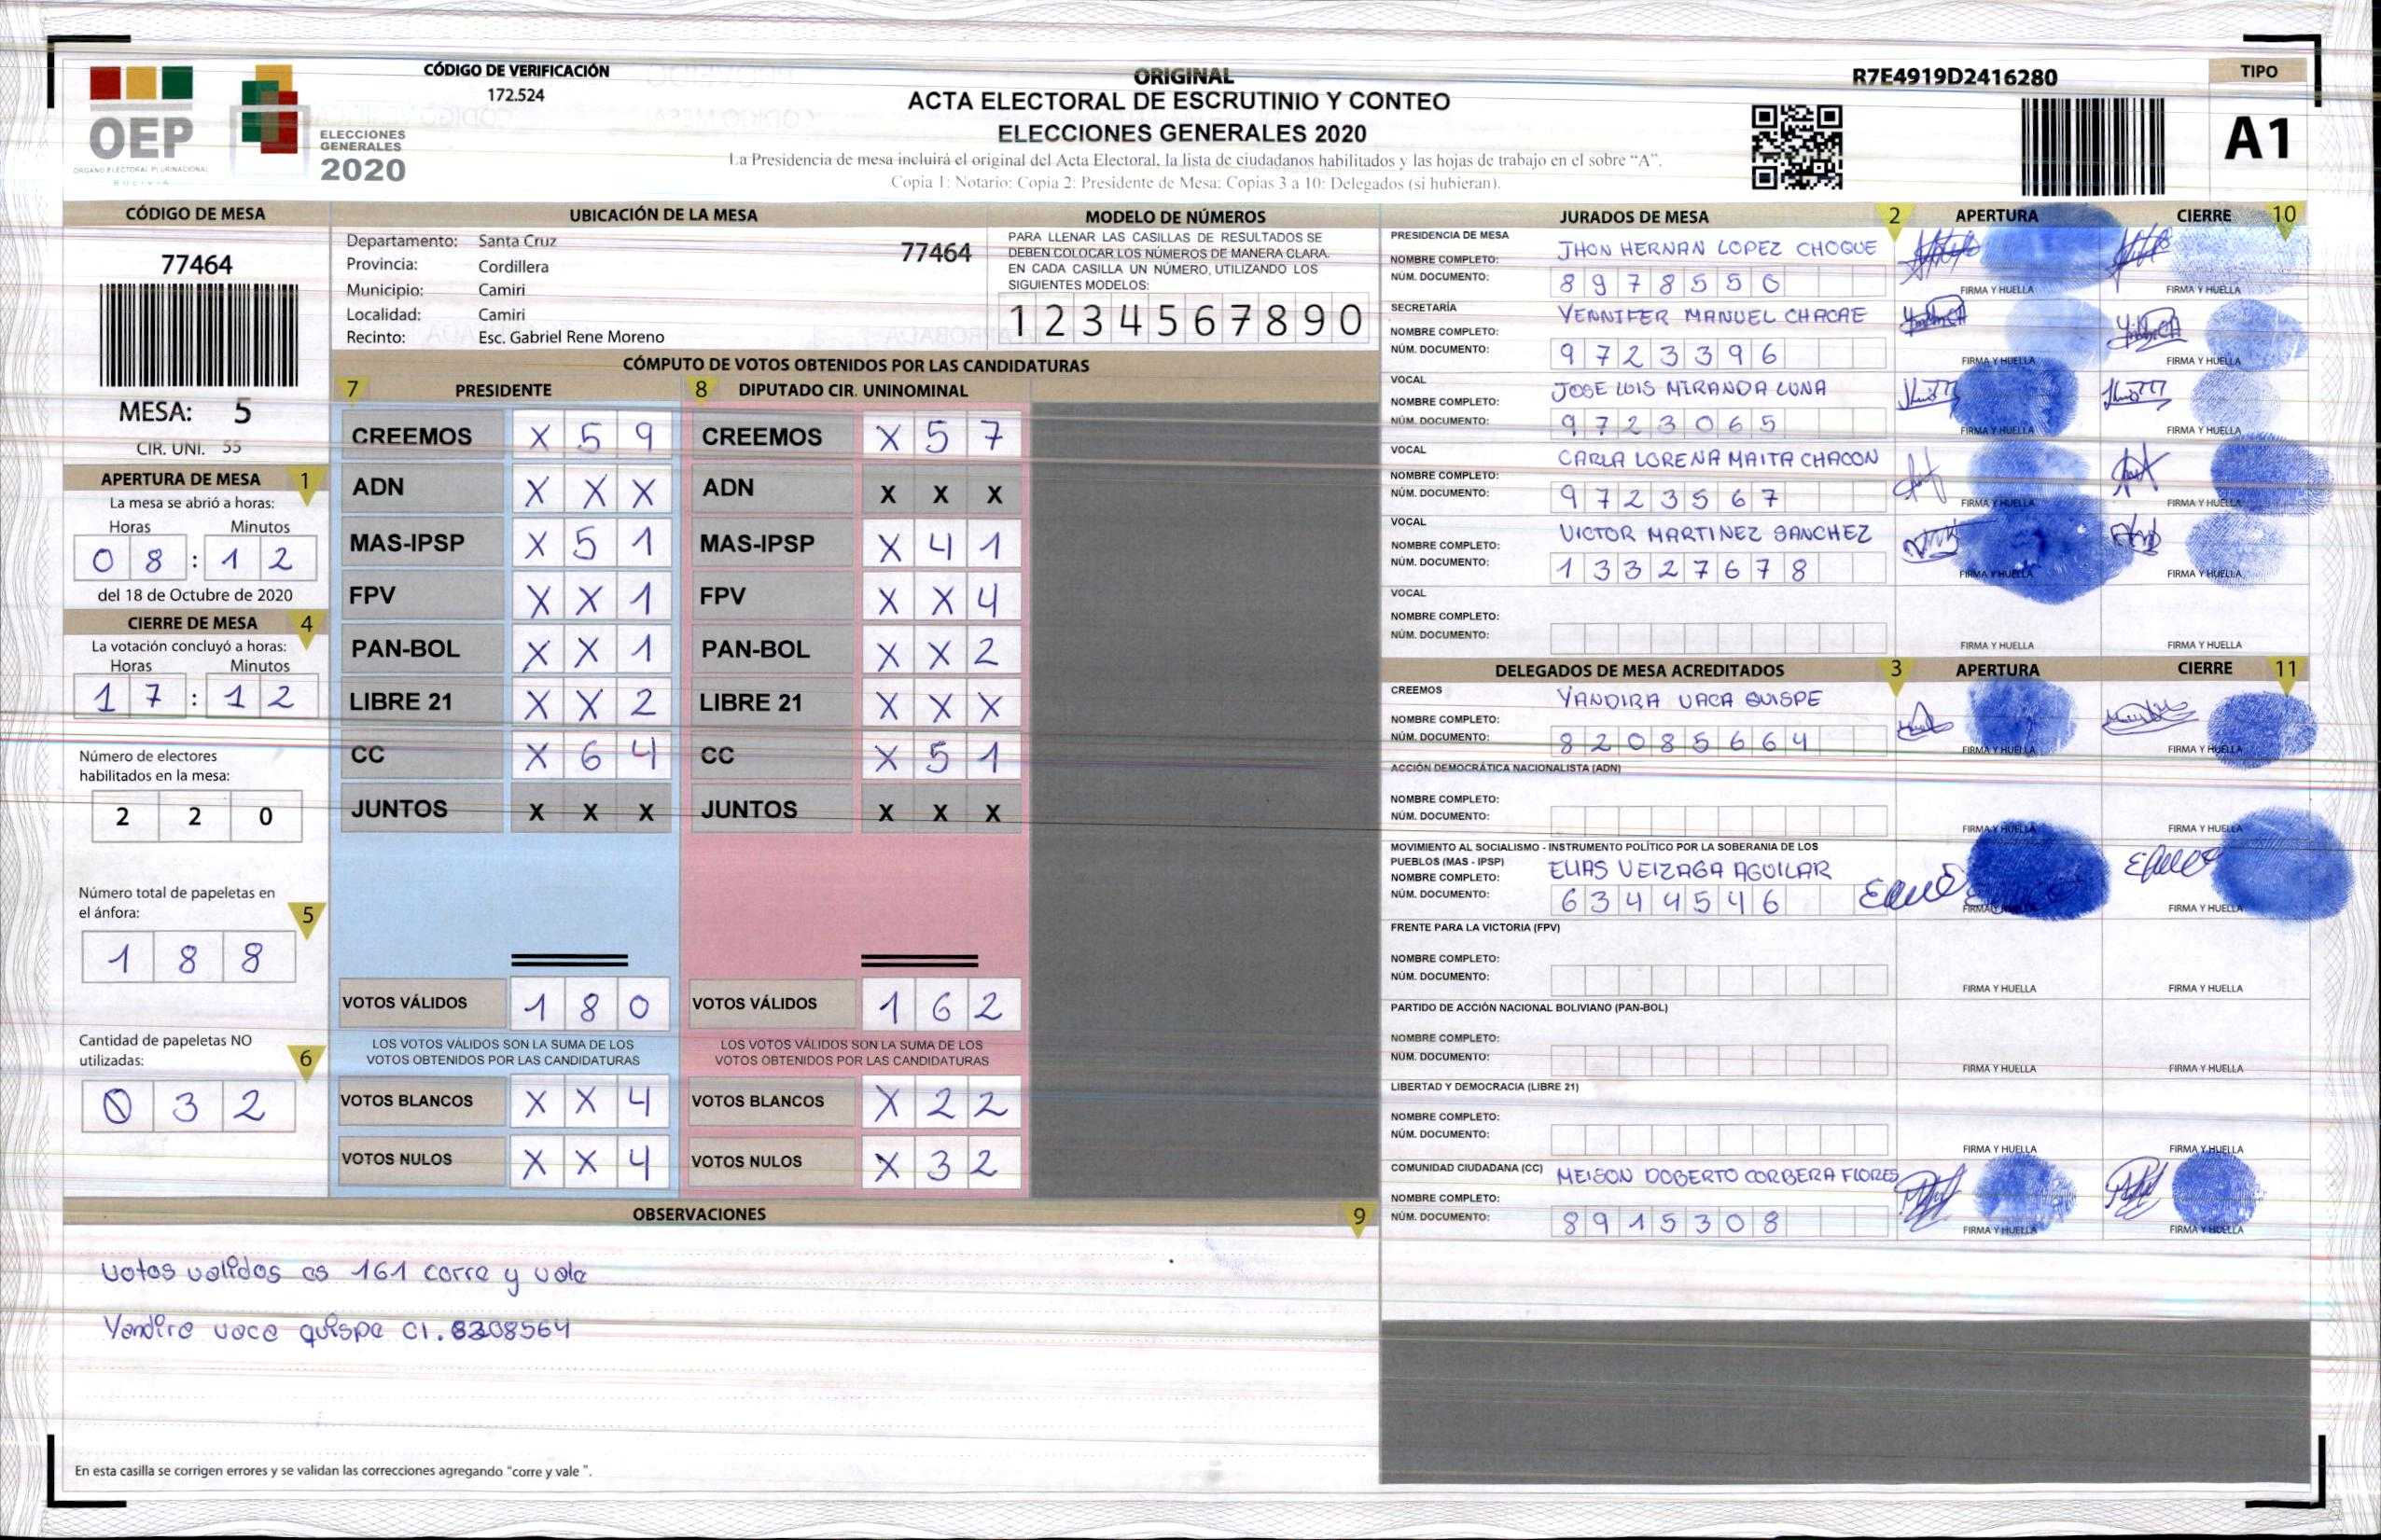 OEP
ÓRGANO ELECTORAL PLURINACIONAL
BOLIVIA
ELECCIONES
GENERALES
2020
CÓDIGO DE VERIFICACIÓN
172.524
ORIGINAL
ACTA ELECTORAL DE ESCRUTINIO Y CONTEO
ELECCIONES GENERALES 2020
La Presidencia de mesa incluirá el original del Acta Electoral, la lista de ciudadanos habilitados y las hojas de trabajo en el sobre “A”.
Copia 1: Notario: Copia 2: Presidente de Mesa: Copias 3 a 10: Delegados (si hubieran).
R7E4919D2416280
TIPO
A1
CÓDIGO DE MESA
77464
MESA: 5
CIR. UNI. 55
APERTURA DE MESA 1
La mesa se abrió a horas:
Horas Minutos
0 8 : 1 2
del 18 de Octubre de 2020
CIERRE DE MESA 4
La votación concluyó a horas:
Horas Minutos
1 7 : 1 2
Número de electores
habilitados en la mesa:
2 2 0
Número total de papeletas en
el ánfora: 5
1 8 8
Cantidad de papeletas NO
utilizadas: 6
0 3 2
UBICACIÓN DE LA MESA
Departamento: Santa Cruz
77464
Provincia: Cordillera
Municipio: Camiri
Localidad: Camiri
Recinto: Esc. Gabriel Rene Moreno
MODELO DE NÚMEROS
PARA LLENAR LAS CASILLAS DE RESULTADOS SE
DEBEN COLOCAR LOS NÚMEROS DE MANERA CLARA.
EN CADA CASILLA UN NÚMERO, UTILIZANDO LOS
SIGUIENTES MODELOS:
1 2 3 4 5 6 7 8 9 0
CÓMPUTO DE VOTOS OBTENIDOS POR LAS CANDIDATURAS
7 PRESIDENTE 8 DIPUTADO CIR. UNINOMINAL
CREEMOS X 5 9 CREEMOS X 5 7
ADN X X X ADN X X X
MAS-IPSP X 5 1 MAS-IPSP X 4 1
FPV X X 1 FPV X X 4
PAN-BOL X X 1 PAN-BOL X X 2
LIBRE 21 X X 2 LIBRE 21 X X X
CC X 6 4 CC X 5 1
JUNTOS X X X JUNTOS X X X
VOTOS VÁLIDOS 1 8 0 VOTOS VÁLIDOS 1 6 2
LOS VOTOS VÁLIDOS SON LA SUMA DE LOS LOS VOTOS VÁLIDOS SON LA SUMA DE LOS
VOTOS OBTENIDOS POR LAS CANDIDATURAS VOTOS OBTENIDOS POR LAS CANDIDATURAS
VOTOS BLANCOS X X 4 VOTOS BLANCOS X 2 2
VOTOS NULOS X X 4 VOTOS NULOS X 3 2
OBSERVACIONES 9
votos validos es 161 corre y vale
Yandira vaca quispe CI. 8208564
En esta casilla se corrigen errores y se validan las correcciones agregando “corre y vale ”.
JURADOS DE MESA 2 APERTURA CIERRE 10
PRESIDENCIA DE MESA
NOMBRE COMPLETO: JHON HERNAN LOPEZ CHOQUE
NÚM. DOCUMENTO: 8 9 7 8 5 5 0
FIRMA Y HUELLA FIRMA Y HUELLA
SECRETARÍA
NOMBRE COMPLETO: YENNIFER MANUEL CHACAE
NÚM. DOCUMENTO: 9 7 2 3 3 9 6
FIRMA Y HUELLA FIRMA Y HUELLA
VOCAL
NOMBRE COMPLETO: JOSE LUIS MIRANDA LUNA
NÚM. DOCUMENTO: 9 7 2 3 0 6 5
FIRMA Y HUELLA FIRMA Y HUELLA
VOCAL
NOMBRE COMPLETO: CARLA LORENA MAITA CHACON
NÚM. DOCUMENTO: 9 7 2 3 5 6 7
FIRMA Y HUELLA FIRMA Y HUELLA
VOCAL
NOMBRE COMPLETO: VICTOR MARTINEZ SANCHEZ
NÚM. DOCUMENTO: 1 3 3 2 7 6 7 8
FIRMA Y HUELLA FIRMA Y HUELLA
VOCAL
NOMBRE COMPLETO:
NÚM. DOCUMENTO:
FIRMA Y HUELLA FIRMA Y HUELLA
DELEGADOS DE MESA ACREDITADOS 3 APERTURA CIERRE 11
CREEMOS
NOMBRE COMPLETO: YANDIRA VACA QUISPE
NÚM. DOCUMENTO: 8 2 0 8 5 6 6 4
FIRMA Y HUELLA FIRMA Y HUELLA
ACCIÓN DEMOCRÁTICA NACIONALISTA (ADN)
NOMBRE COMPLETO:
NÚM. DOCUMENTO:
FIRMA Y HUELLA FIRMA Y HUELLA
MOVIMIENTO AL SOCIALISMO - INSTRUMENTO POLÍTICO POR LA SOBERANIA DE LOS
PUEBLOS (MAS - IPSP)
NOMBRE COMPLETO: ELIAS VEIZAGA AGUILAR
NÚM. DOCUMENTO: 6 3 4 4 5 4 6
FIRMA Y HUELLA FIRMA Y HUELLA
FRENTE PARA LA VICTORIA (FPV)
NOMBRE COMPLETO:
NÚM. DOCUMENTO:
FIRMA Y HUELLA FIRMA Y HUELLA
PARTIDO DE ACCIÓN NACIONAL BOLIVIANO (PAN-BOL)
NOMBRE COMPLETO:
NÚM. DOCUMENTO:
FIRMA Y HUELLA FIRMA Y HUELLA
LIBERTAD Y DEMOCRACIA (LIBRE 21)
NOMBRE COMPLETO:
NÚM. DOCUMENTO:
FIRMA Y HUELLA FIRMA Y HUELLA
COMUNIDAD CIUDADANA (CC)
NOMBRE COMPLETO: MEISON DOBERTO CORBERA FLORES
NÚM. DOCUMENTO: 8 9 1 5 3 0 8
FIRMA Y HUELLA FIRMA Y HUELLA